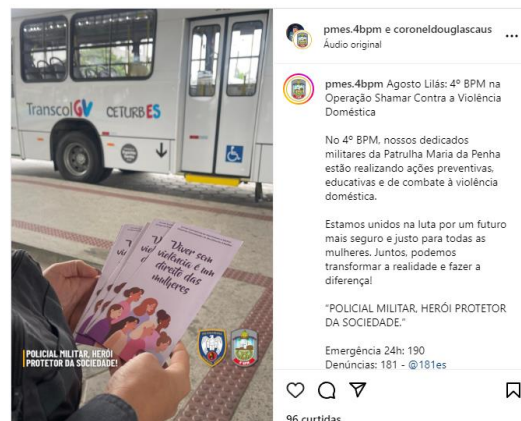 TranscolGV
CETURBES
Viver sem
violência é um
direito das
mulheres
POLICIAL MILITAR, HERÓI
PROTETOR DA SOCIEDADE!
pmes.4bpm e coroneldouglascaus
Áudio original
pmes.4bpm Agosto Lilás: 4º BPM na
Operação Shamar Contra a Violência
Doméstica
No 4º BPM, nossos dedicados
militares da Patrulha Maria da Penha
estão realizando ações preventivas,
educativas e de combate à violência
doméstica.
Estamos unidos na luta por um futuro
mais seguro e justo para todas as
mulheres. Juntos, podemos
transformar a realidade e fazer a
diferença!
"POLICIAL MILITAR, HERÓI PROTETOR
DA SOCIEDADE."
Emergência 24h: 190
Denúncias: 181 - @181es
96 curtidas